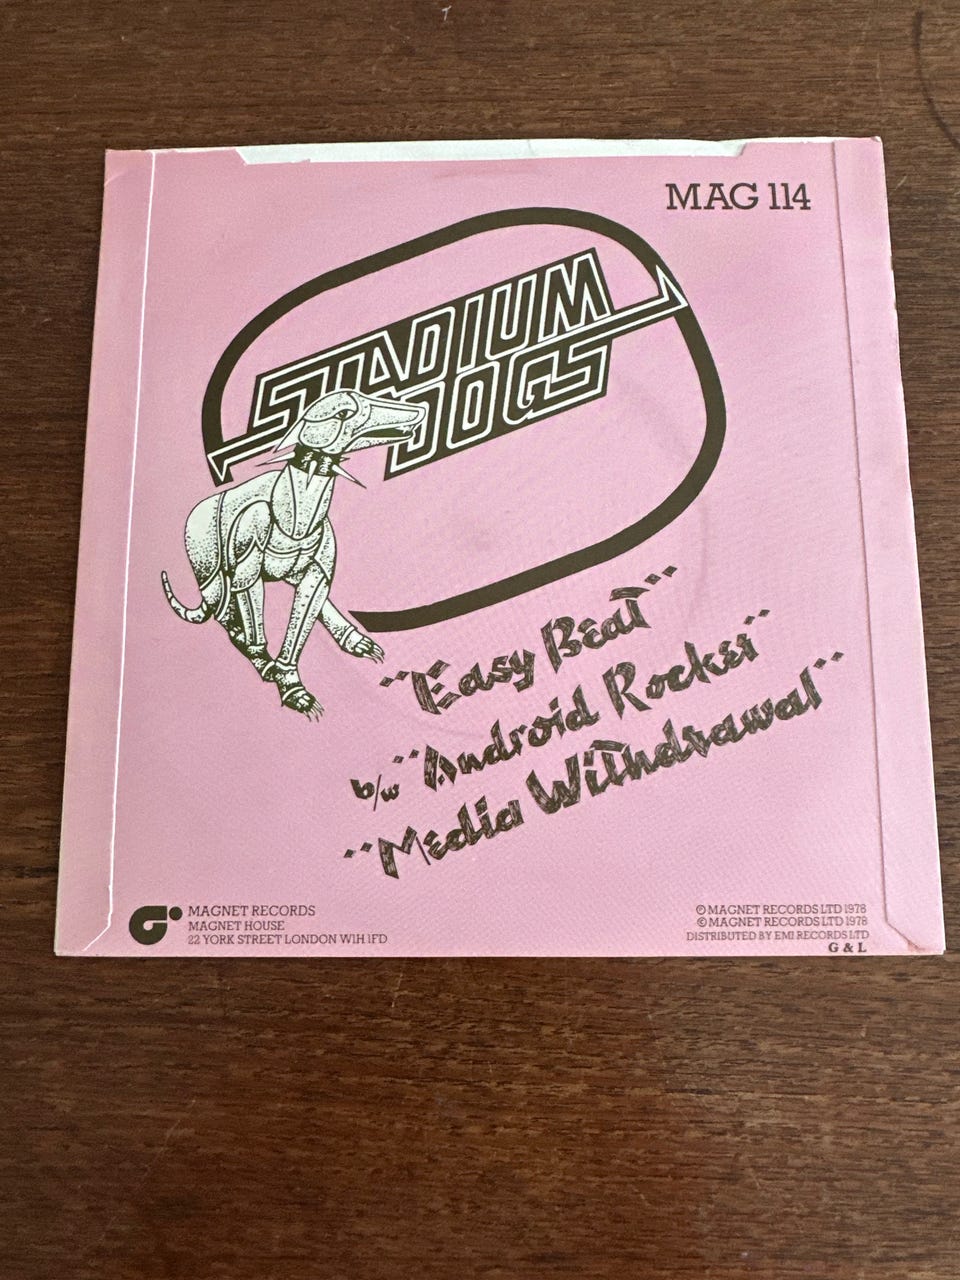 MAG 114
STADIUM
DOGS
"Easy Beat"
b/w "Android Rocker"
"Media Withdrawal"
MAGNET RECORDS
MAGNET HOUSE
22 YORK STREET LONDON W1H 1FD
℗ MAGNET RECORDS LTD 1978
© MAGNET RECORDS LTD 1978
DISTRIBUTED BY EMI RECORDS LTD
G & L